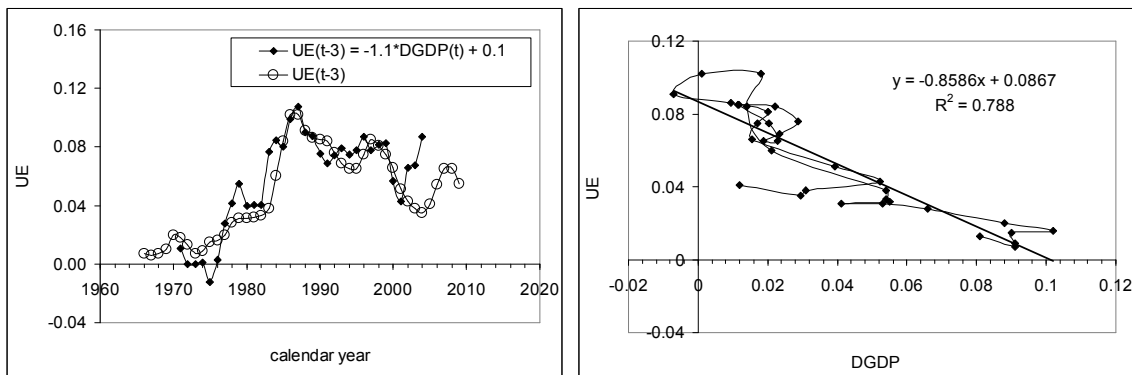 0.16
0.12
0.08
0.04
0.00
-0.04
UE
1960 1970 1980 1990 2000 2010 2020
calendar year
UE(t-3) = -1.1*DGDP(t) + 0.1
UE(t-3)
0.12
0.08
0.04
0
-0.04
UE
-0.02 0 0.02 0.04 0.06 0.08 0.1 0.12
DGDP
y = -0.8586x + 0.0867
R² = 0.788